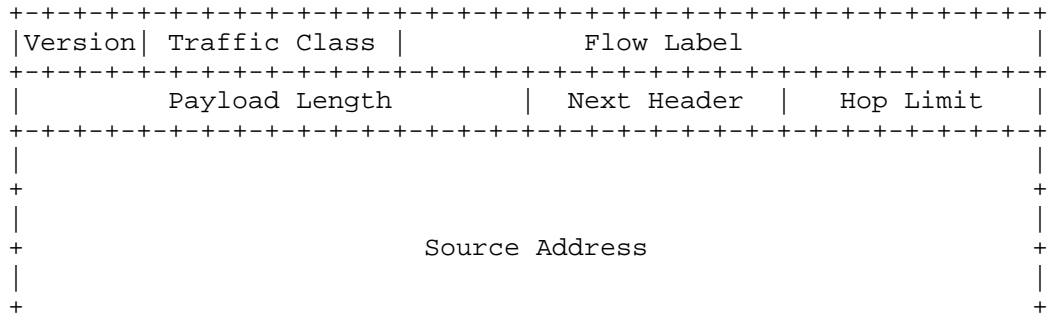 +-+-+-+-+-+-+-+-+-+-+-+-+-+-+-+-+-+-+-+-+-+-+-+-+-+-+-+-+-+-+-+-+
|Version| Traffic Class |           Flow Label                  |
+-+-+-+-+-+-+-+-+-+-+-+-+-+-+-+-+-+-+-+-+-+-+-+-+-+-+-+-+-+-+-+-+
|         Payload Length        |  Next Header  |   Hop Limit   |
+-+-+-+-+-+-+-+-+-+-+-+-+-+-+-+-+-+-+-+-+-+-+-+-+-+-+-+-+-+-+-+-+
|                                                               |
+                                                               +
|                                                               |
+                         Source Address                        +
|                                                               |
+                                                               +